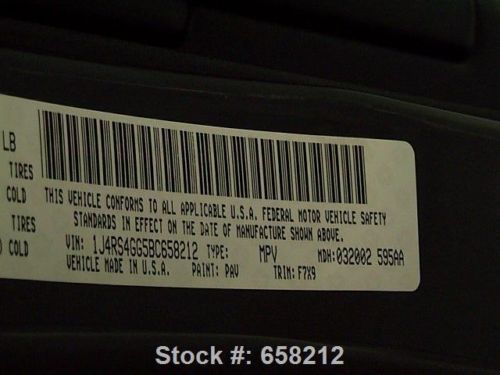 LB
TIRES
COLD
TIRES
) COLD
THIS VEHICLE CONFORMS TO ALL APPLICABLE U.S.A. FEDERAL MOTOR VEHICLE SAFETY
STANDARDS IN EFFECT ON THE DATE OF MANUFACTURE SHOWN ABOVE.
VIN: 1J4RS4GG5BC658212 TYPE: MPV MDH: 032002 595AA
VEHICLE MADE IN U.S.A. PAINT: PAV TRIM: F7X9
Stock #: 658212